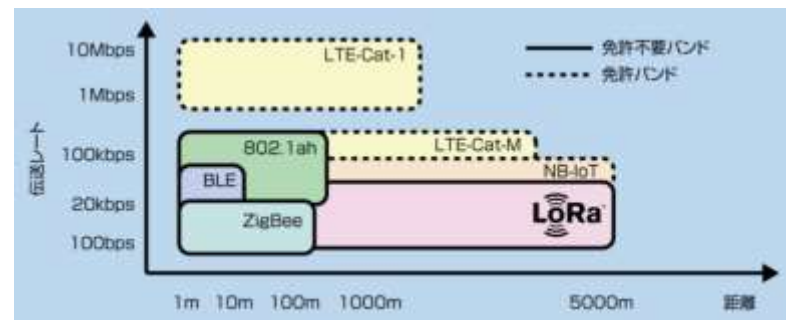 10Mbps
LTE-Cat-1
免許不要バンド
免許バンド
1Mbps
伝送レート
100kbps
802.1ah
LTE-Cat-M
BLE
NB-IoT
20kbps
ZigBee
LoRa
100bps
1m 10m 100m 1000m 5000m 距離